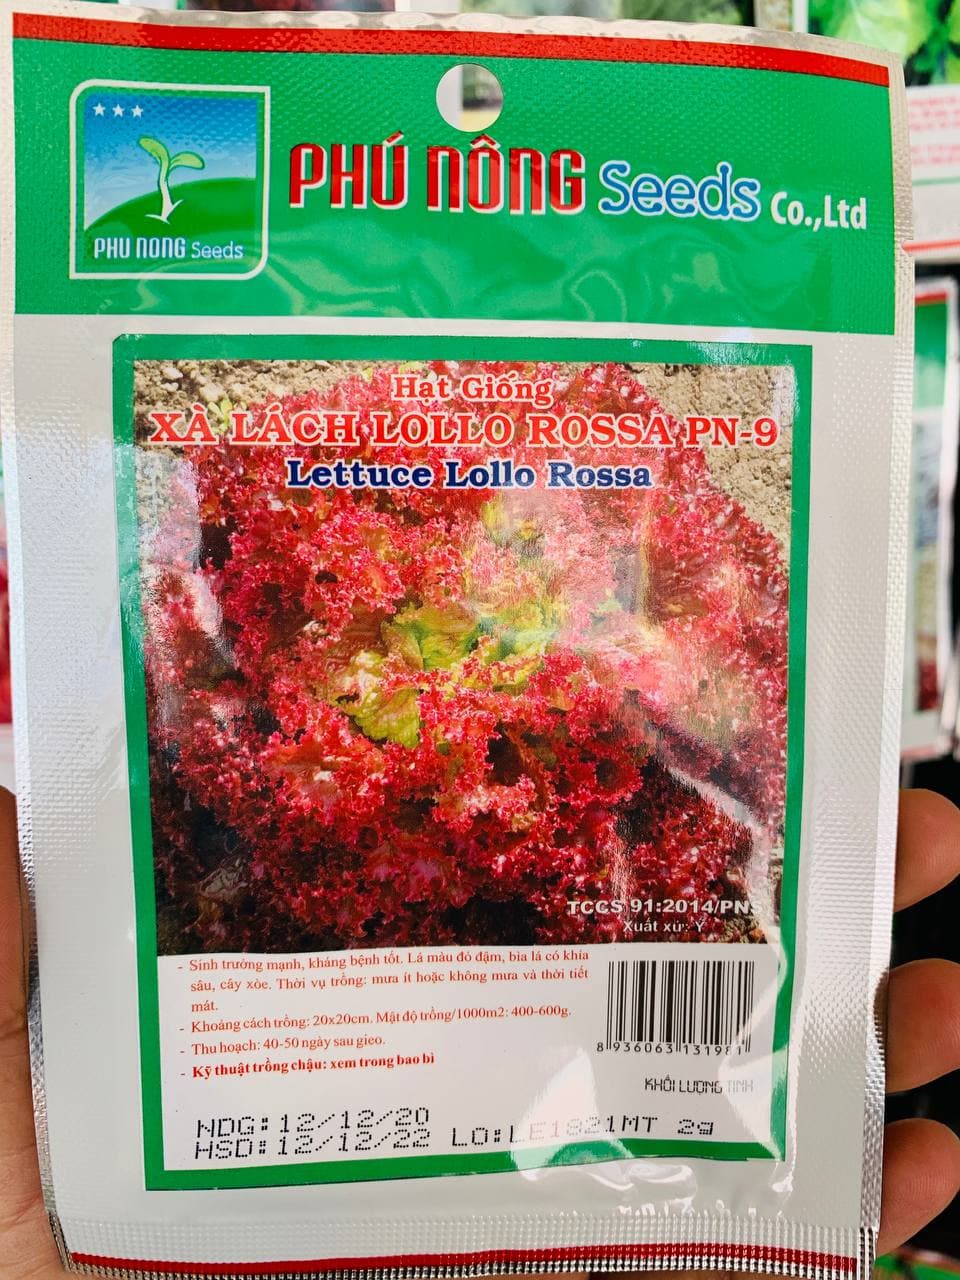 PHÚ NÔNG Seeds Co.,Ltd
PHU NONG Seeds
Hạt Giống
XÀ LÁCH LOLLO ROSSA PN-9
Lettuce Lollo Rossa
TCCS 91:2014/PNS
Xuất xứ: Ý
- Sinh trưởng mạnh, kháng bệnh tốt. Lá màu đỏ đậm, bìa lá có khía
sâu, cây xòe. Thời vụ trồng: mưa ít hoặc không mưa và thời tiết
mát.
- Khoảng cách trồng: 20x20cm. Mật độ trồng/1000m2: 400-600g.
- Thu hoạch: 40-50 ngày sau gieo.
- Kỹ thuật trồng chậu: xem trong bao bì
8 936063 131981
KHỐI LƯỢNG TỊNH
NDG:12/12/20
HSD:12/12/22 LO:LE1821MT 2g